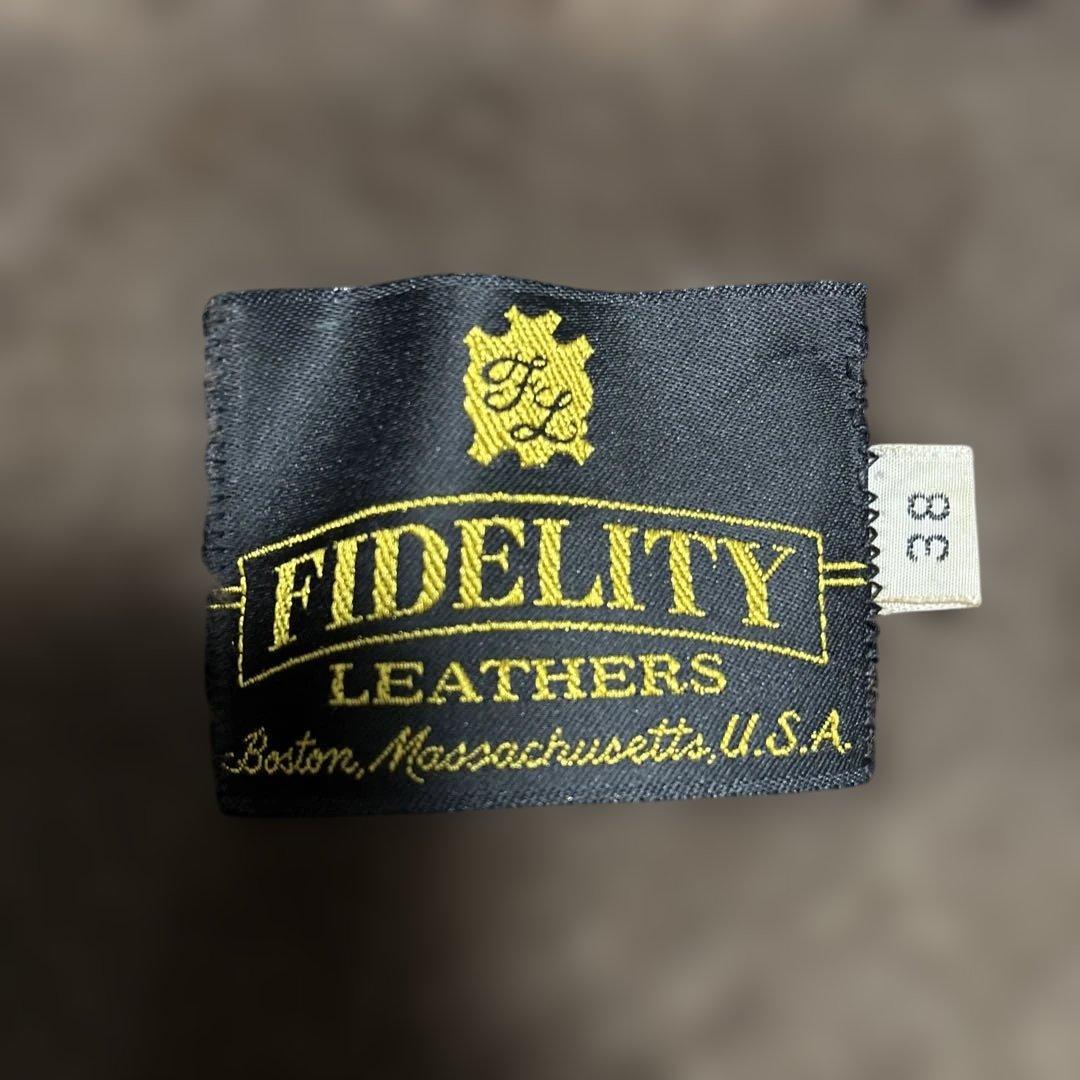 FL
FIDELITY
LEATHERS
Boston, Massachusetts, U.S.A.
38